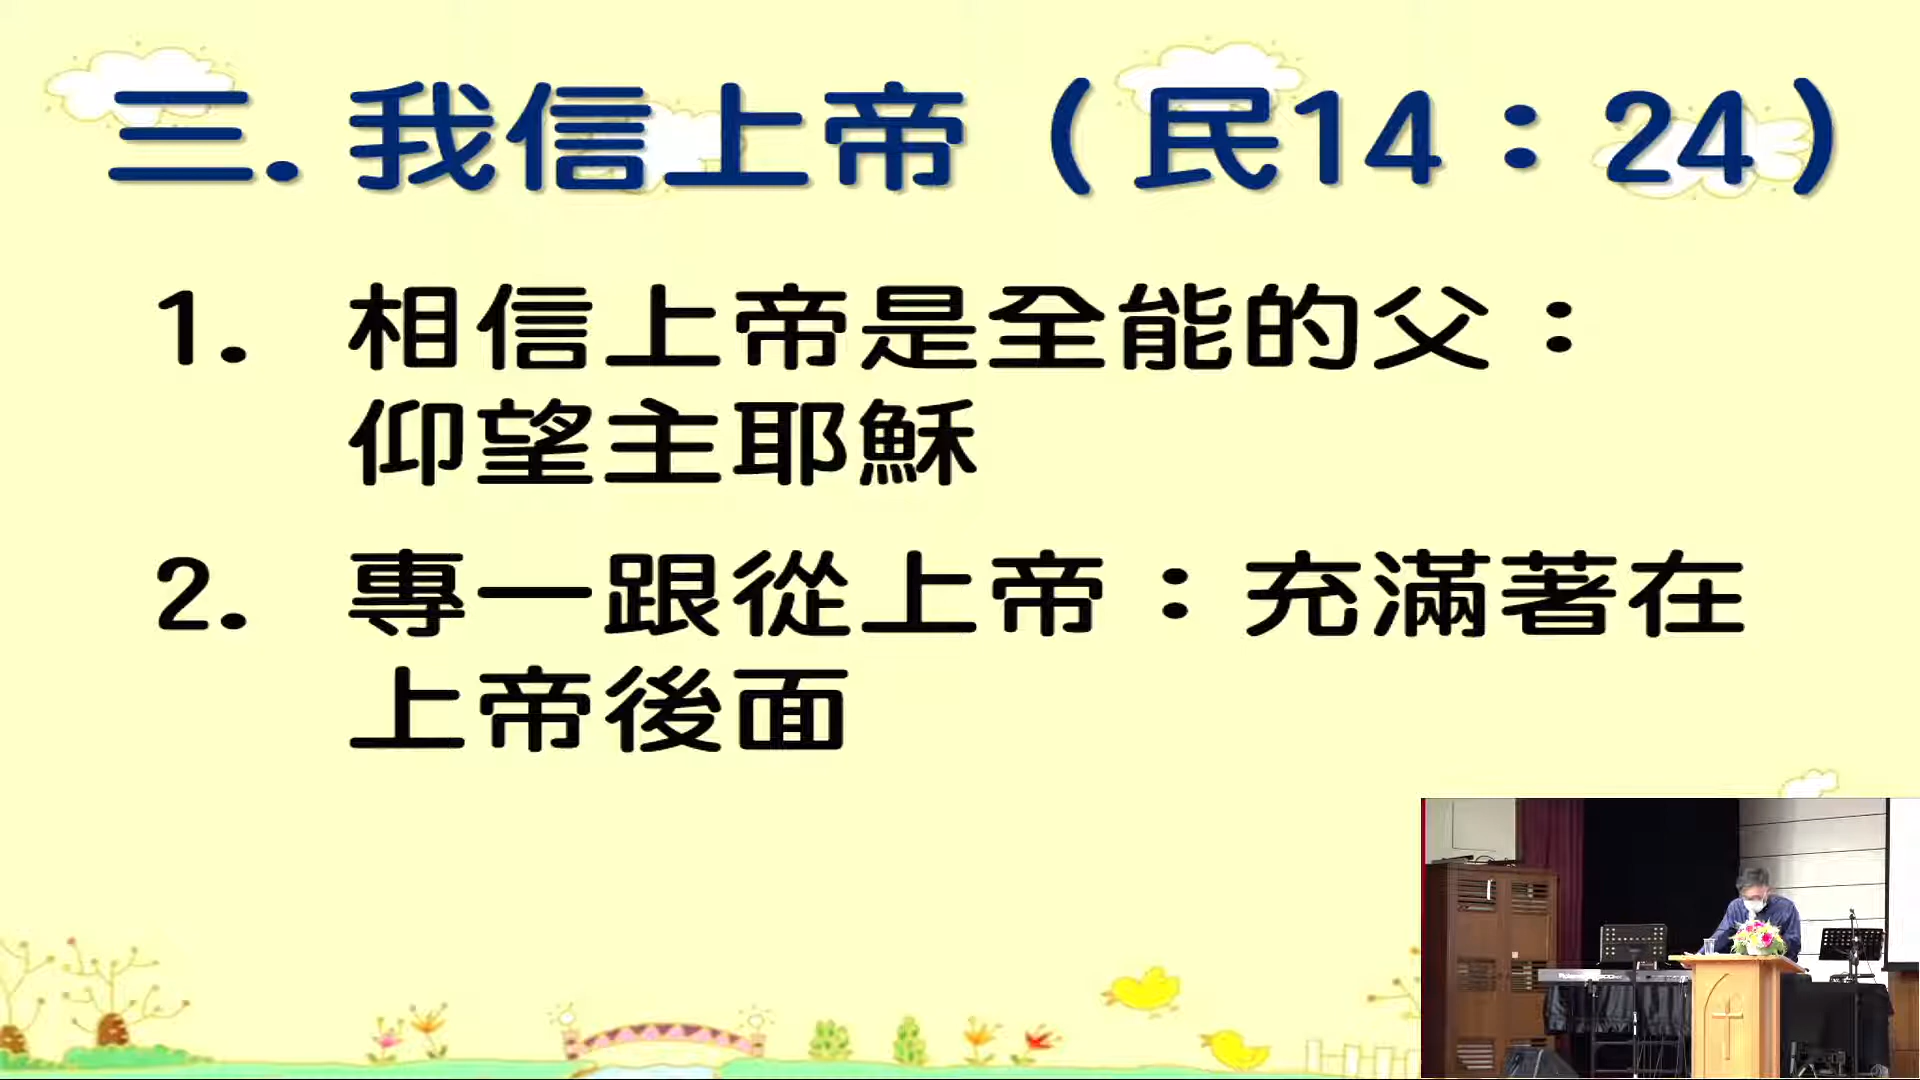 三. 我信上帝（民14：24）
1. 相信上帝是全能的父：
仰望主耶穌
2. 專一跟從上帝：充滿著在
上帝後面
Roland